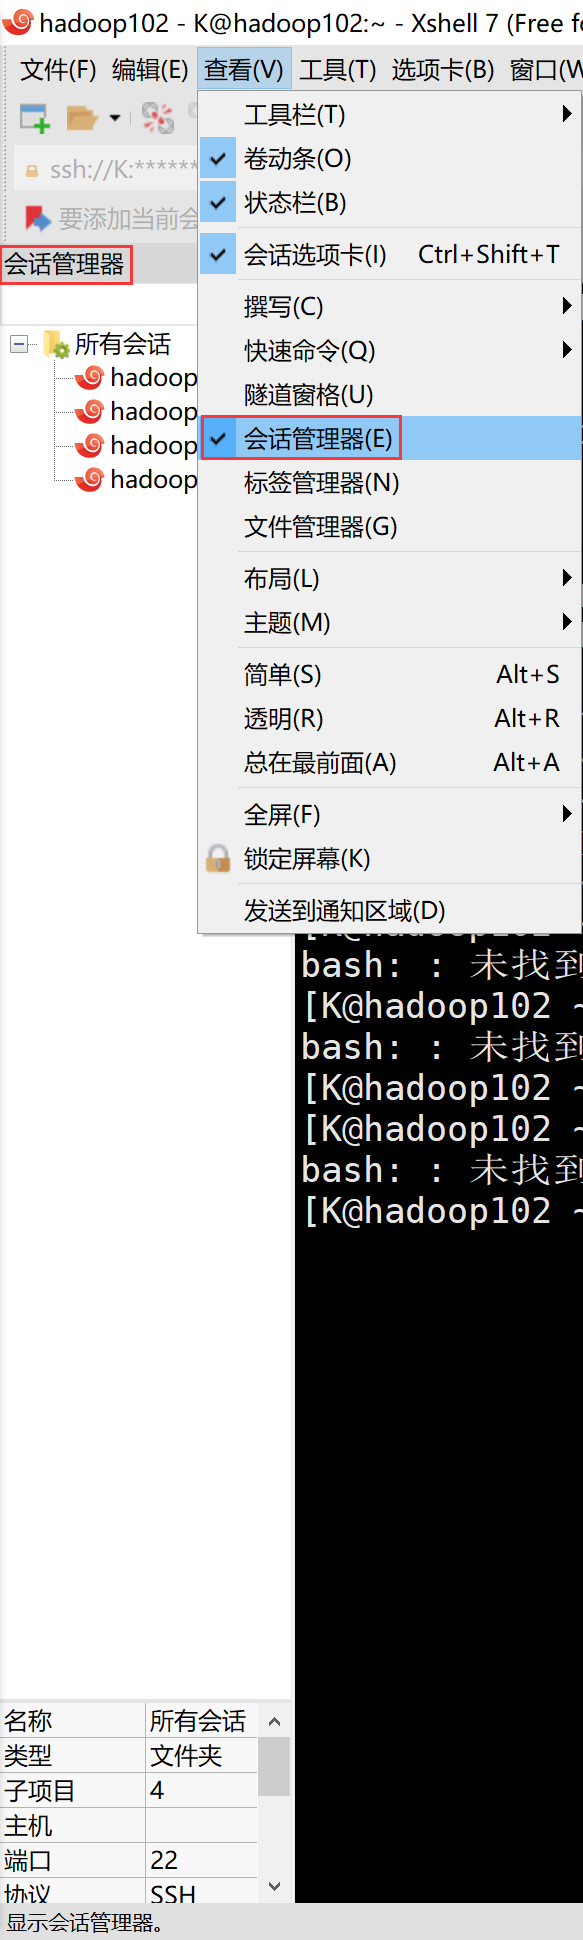 hadoop102 - K@hadoop102:~ - Xshell 7 (Free fo
文件(F) 编辑(E) 查看(V) 工具(T) 选项卡(B) 窗口(W
ssh://K:*******
要添加当前会
会话管理器
所有会话
hadoop
hadoop
hadoop
hadoop
工具栏(T)
卷动条(O)
状态栏(B)
会话选项卡(I) Ctrl+Shift+T
撰写(C)
快速命令(Q)
隧道窗格(U)
会话管理器(E)
标签管理器(N)
文件管理器(G)
布局(L)
主题(M)
简单(S) Alt+S
透明(R) Alt+R
总在最前面(A) Alt+A
全屏(F)
锁定屏幕(K)
发送到通知区域(D)
[K@hadoop102 ~
bash: : 未找到
[K@hadoop102 ~
bash: : 未找到
[K@hadoop102 ~
[K@hadoop102 ~
bash: : 未找到
[K@hadoop102 ~
名称 所有会话
类型 文件夹
子项目 4
主机
端口 22
协议 SSH
显示会话管理器。